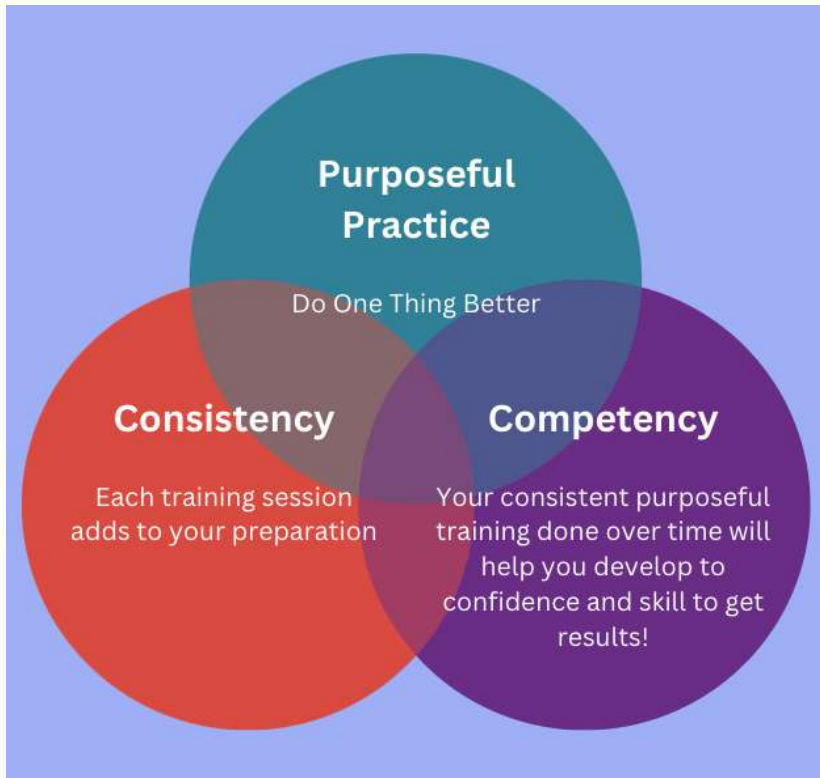 Purposeful
Practice
Do One Thing Better
Consistency
Each training session
adds to your preparation
Competency
Your consistent purposeful
training done over time will
help you develop to
confidence and skill to get
results!